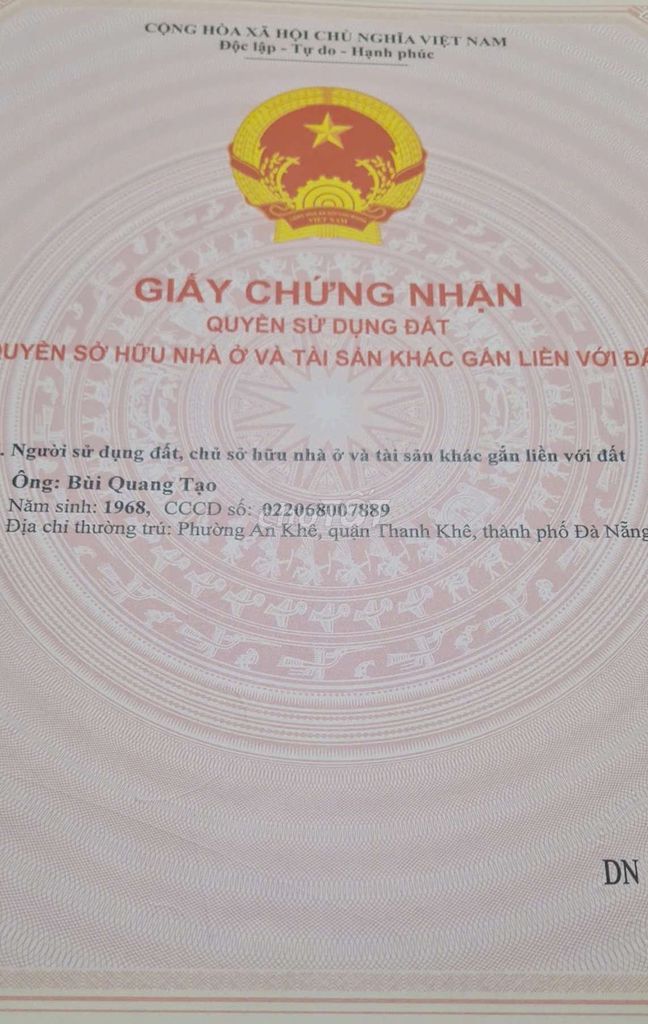 CỘNG HÒA XÃ HỘI CHỦ NGHĨA VIỆT NAM
Độc lập - Tự do - Hạnh phúc
VIỆT NAM
GIẤY CHỨNG NHẬN
QUYỀN SỬ DỤNG ĐẤT
QUYỀN SỞ HỮU NHÀ Ở VÀ TÀI SẢN KHÁC GẮN LIỀN VỚI ĐẤ
. Người sử dụng đất, chủ sở hữu nhà ở và tài sản khác gắn liền với đất
Ông: Bùi Quang Tạo
Năm sinh: 1968, CCCD số: 022068007889
Địa chỉ thường trú: Phường An Khê, quận Thanh Khê, thành phố Đà Nẵng
DN